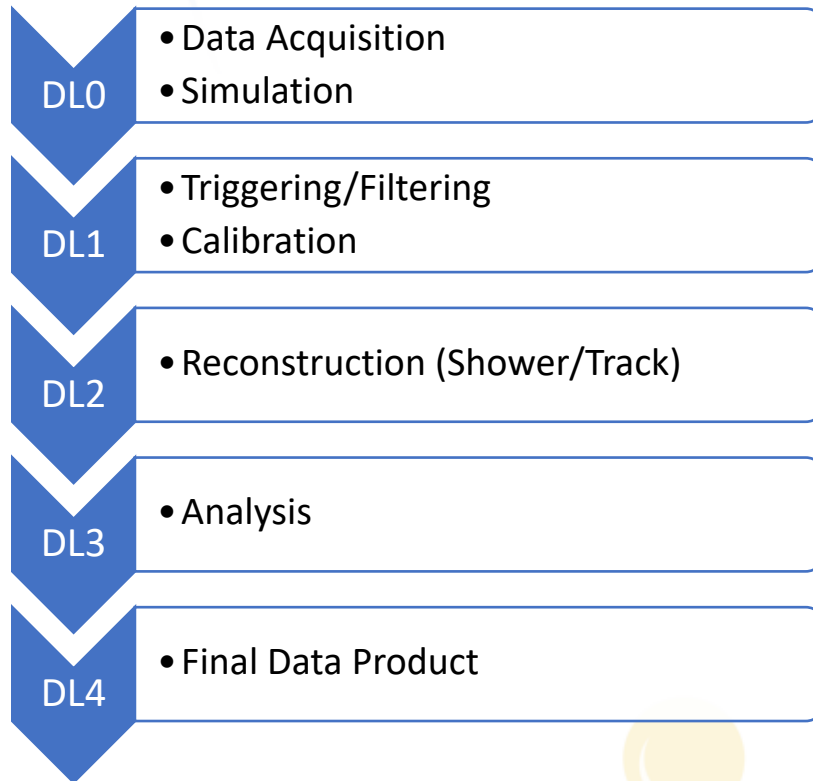 DL0
• Data Acquisition
• Simulation
DL1
• Triggering/Filtering
• Calibration
DL2
• Reconstruction (Shower/Track)
DL3
• Analysis
DL4
• Final Data Product